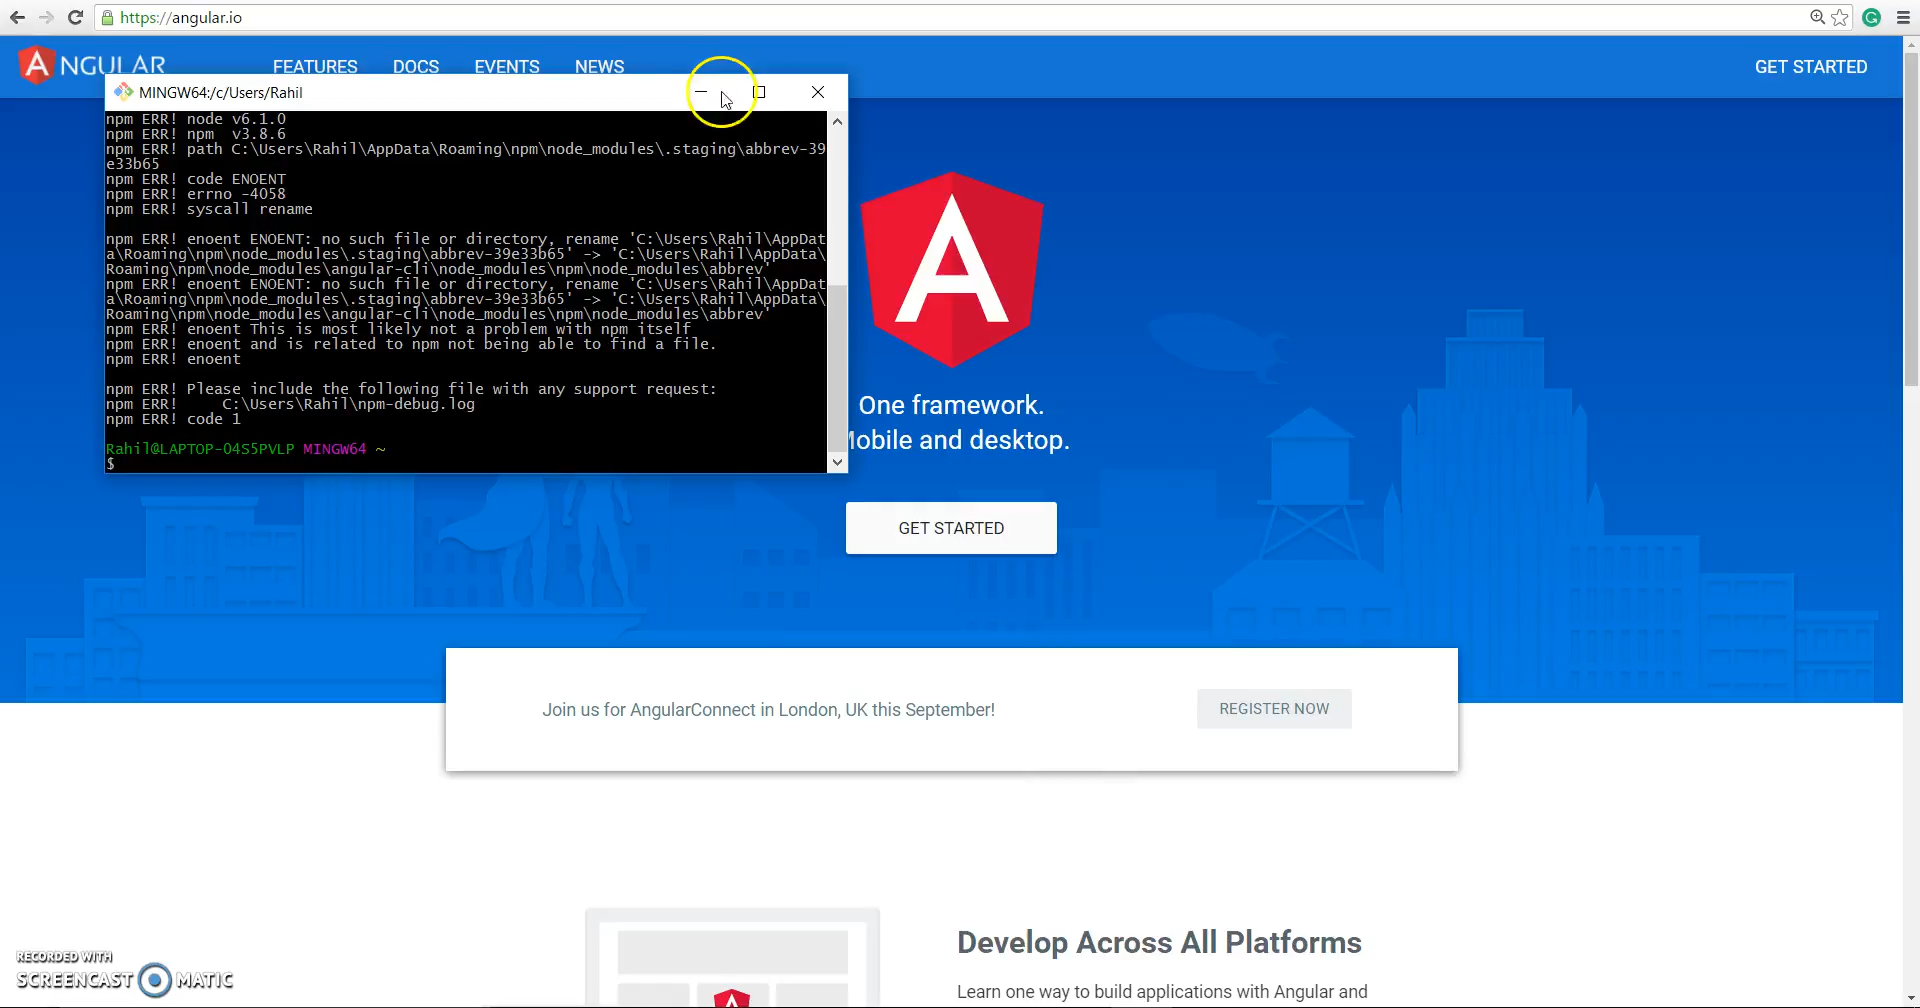 https://angular.io
ANGULAR
FEATURES DOCS EVENTS NEWS
GET STARTED
MINGW64:/c/Users/Rahil
npm ERR! node v6.1.0
npm ERR! npm  v3.8.6
npm ERR! path C:\Users\Rahil\AppData\Roaming\npm\node_modules\.staging\abbrev-39
e33b65
npm ERR! code ENOENT
npm ERR! errno -4058
npm ERR! syscall rename
npm ERR! enoent ENOENT: no such file or directory, rename 'C:\Users\Rahil\AppDat
a\Roaming\npm\node_modules\.staging\abbrev-39e33b65' -> 'C:\Users\Rahil\AppData\
Roaming\npm\node_modules\angular-cli\node_modules\npm\node_modules\abbrev'
npm ERR! enoent ENOENT: no such file or directory, rename 'C:\Users\Rahil\AppDat
a\Roaming\npm\node_modules\.staging\abbrev-39e33b65' -> 'C:\Users\Rahil\AppData\
Roaming\npm\node_modules\angular-cli\node_modules\npm\node_modules\abbrev'
npm ERR! enoent This is most likely not a problem with npm itself
npm ERR! enoent and is related to npm not being able to find a file.
npm ERR! enoent
npm ERR! Please include the following file with any support request:
npm ERR!     C:\Users\Rahil\npm-debug.log
npm ERR! code 1
Rahil@LAPTOP-04S5PVLP MINGW64 ~
$
One framework.
Mobile and desktop.
GET STARTED
Join us for AngularConnect in London, UK this September!
REGISTER NOW
Develop Across All Platforms
Learn one way to build applications with Angular and
RECORDED WITH
SCREENCAST MATIC